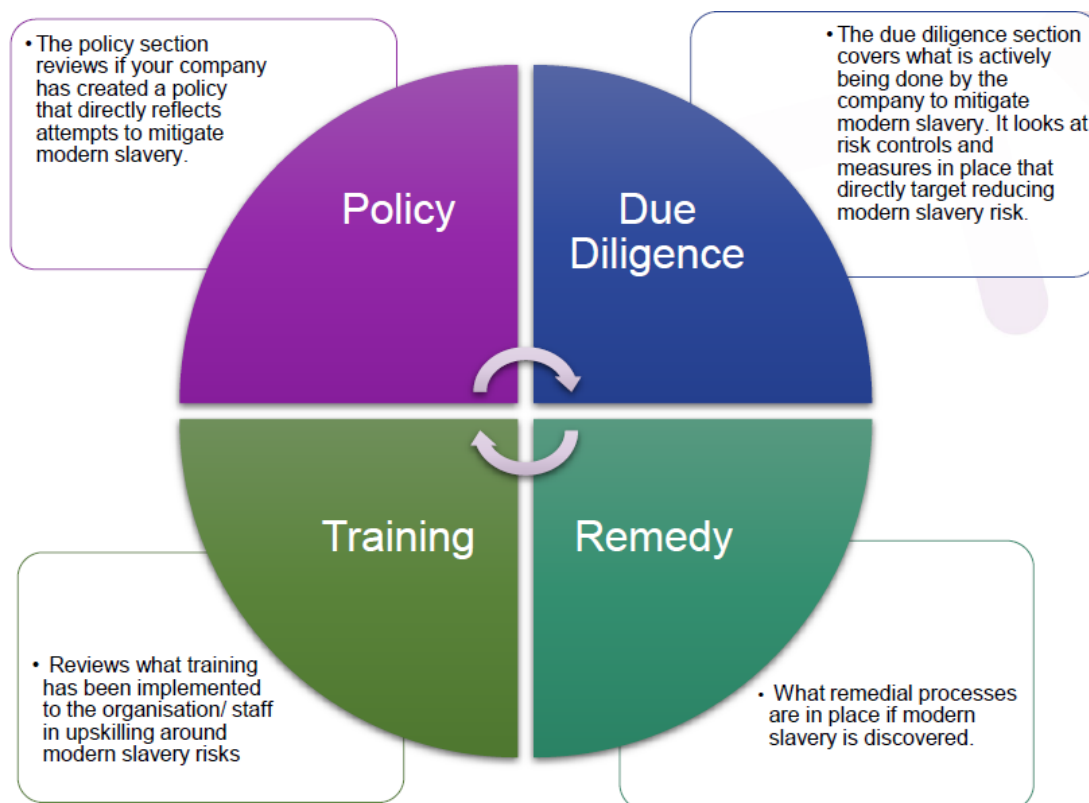 • The policy section
reviews if your company
has created a policy
that directly reflects
attempts to mitigate
modern slavery.
• The due diligence section
covers what is actively
being done by the
company to mitigate
modern slavery. It looks at
risk controls and
measures in place that
directly target reducing
modern slavery risk.
Policy
Due
Diligence
Training
Remedy
• Reviews what training
has been implemented
to the organisation/ staff
in upskilling around
modern slavery risks
• What remedial processes
are in place if modern
slavery is discovered.